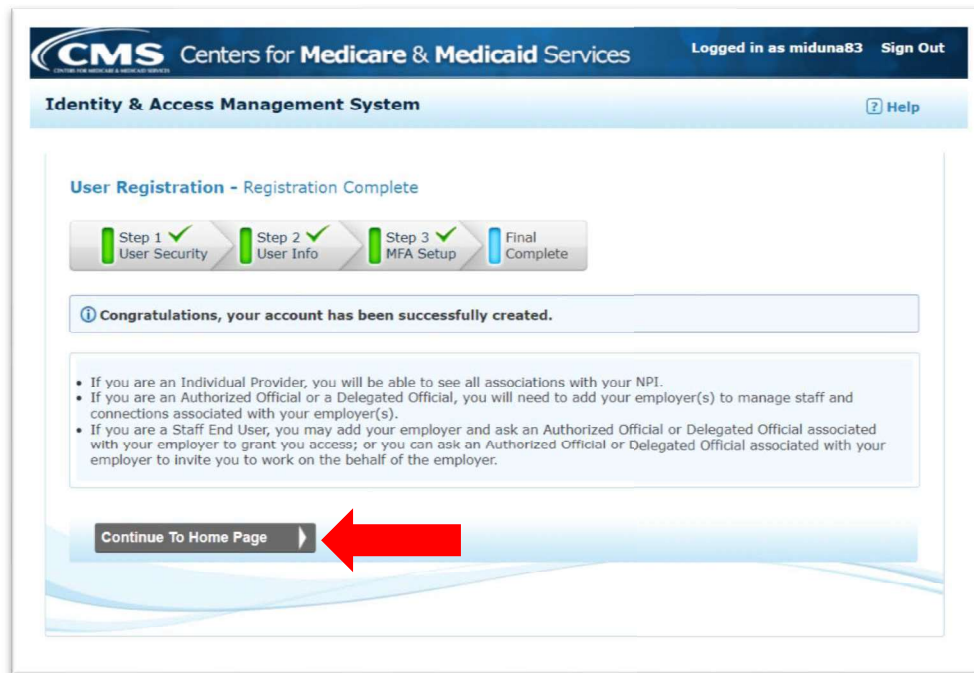 CMS Centers for Medicare & Medicaid Services
CENTERS FOR MEDICARE & MEDICAID SERVICES
Logged in as miduna83 Sign Out
Identity & Access Management System
? Help
User Registration - Registration Complete
Step 1
User Security
Step 2
User Info
Step 3
MFA Setup
Final
Complete
Congratulations, your account has been successfully created.
• If you are an Individual Provider, you will be able to see all associations with your NPI.
• If you are an Authorized Official or a Delegated Official, you will need to add your employer(s) to manage staff and
connections associated with your employer(s).
• If you are a Staff End User, you may add your employer and ask an Authorized Official or Delegated Official associated
with your employer to grant you access; or you can ask an Authorized Official or Delegated Official associated with your
employer to invite you to work on the behalf of the employer.
Continue To Home Page